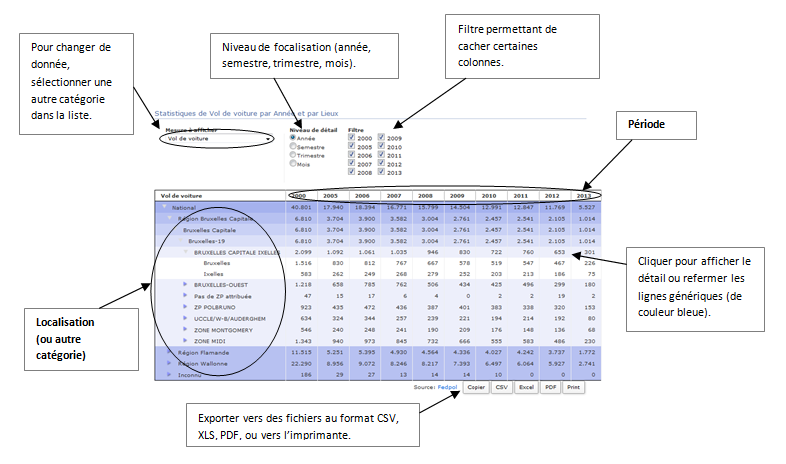 Pour changer de
donnée,
sélectionner une
autre catégorie
dans la liste.
Niveau de focalisation (année,
semestre, trimestre, mois).
Filtre permettant de
cacher certaines
colonnes.
Statistiques de Vol de voiture par Année et par Lieux
Mesure à afficher
Vol de voiture
Niveau de détail
Année
Semestre
Trimestre
Mois
Filtre
2000 2009
2005 2010
2006 2011
2007 2012
2008 2013
Période
Vol de voiture 2000 2005 2006 2007 2008 2009 2010 2011 2012 2013
National 40.801 17.940 18.394 16.771 15.799 14.504 12.991 12.847 11.769 5.527
Région Bruxelles Capitale 6.810 3.704 3.900 3.582 3.004 2.761 2.457 2.541 2.105 1.014
Bruxelles Capitale 6.810 3.704 3.900 3.582 3.004 2.761 2.457 2.541 2.105 1.014
Bruxelles-19 6.810 3.704 3.900 3.582 3.004 2.761 2.457 2.541 2.105 1.014
BRUXELLES CAPITALE IXELLES 2.099 1.092 1.061 1.035 946 830 722 760 653 301
Bruxelles 1.516 830 812 767 667 578 519 547 467 226
Ixelles 583 262 249 268 279 252 203 213 186 75
BRUXELLES-OUEST 1.218 658 785 762 506 434 425 496 299 180
Pas de ZP attribuée 47 15 17 6 4 0 2 2 19 2
ZP POLBRUNO 923 435 472 436 387 401 383 338 320 153
UCCLE/W-B/AUDERGHEM 634 324 344 257 239 221 194 214 192 80
ZONE MONTGOMERY 546 240 248 241 190 209 176 148 136 68
ZONE MIDI 1.343 940 973 845 732 666 555 583 486 230
Région Flamande 11.515 5.251 5.395 4.930 4.564 4.336 4.027 4.242 3.737 1.772
Région Wallonne 22.290 8.956 9.072 8.246 8.217 7.393 6.497 6.064 5.927 2.741
Inconnu 186 29 27 13 14 14 10 0 0 0
Source: Fedpol
Copier CSV Excel PDF Print
Cliquer pour afficher le
détail ou refermer les
lignes génériques (de
couleur bleue).
Localisation
(ou autre
catégorie)
Exporter vers des fichiers au format CSV,
XLS, PDF, ou vers l'imprimante.